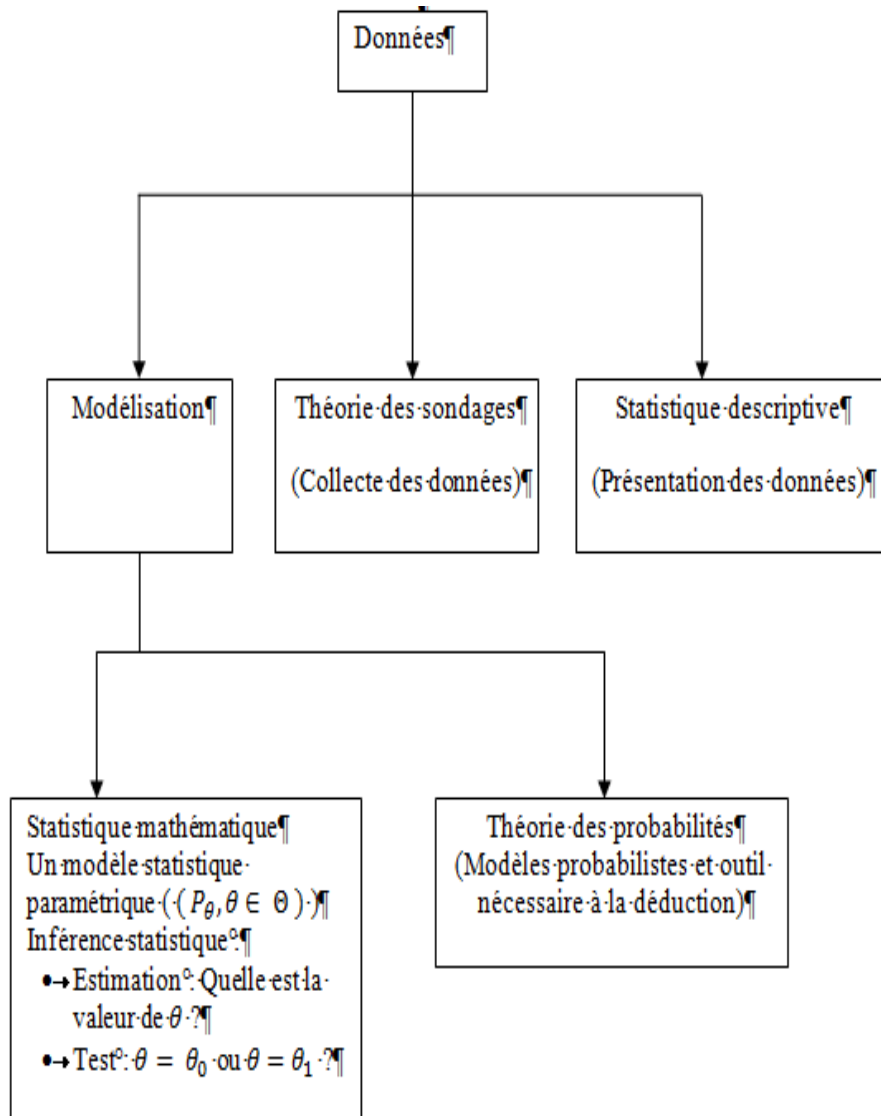 Données¶
Modélisation¶
Théorie·des·sondages¶
(Collecte·des·données)¶
Statistique·descriptive¶
(Présentation·des·données)¶
Statistique·mathématique¶
Un·modèle·statistique·
paramétrique·(·(P_θ, θ ∈ Θ)·)¶
Inférence·statistique°:¶
•→Estimation°:·Quelle·est·la·
valeur·de·θ·?¶
•→Test°:·θ = θ_0·ou·θ = θ_1·?¶
Théorie·des·probabilités¶
(Modèles·probabilistes·et·outil·
nécessaire·à·la·déduction)¶